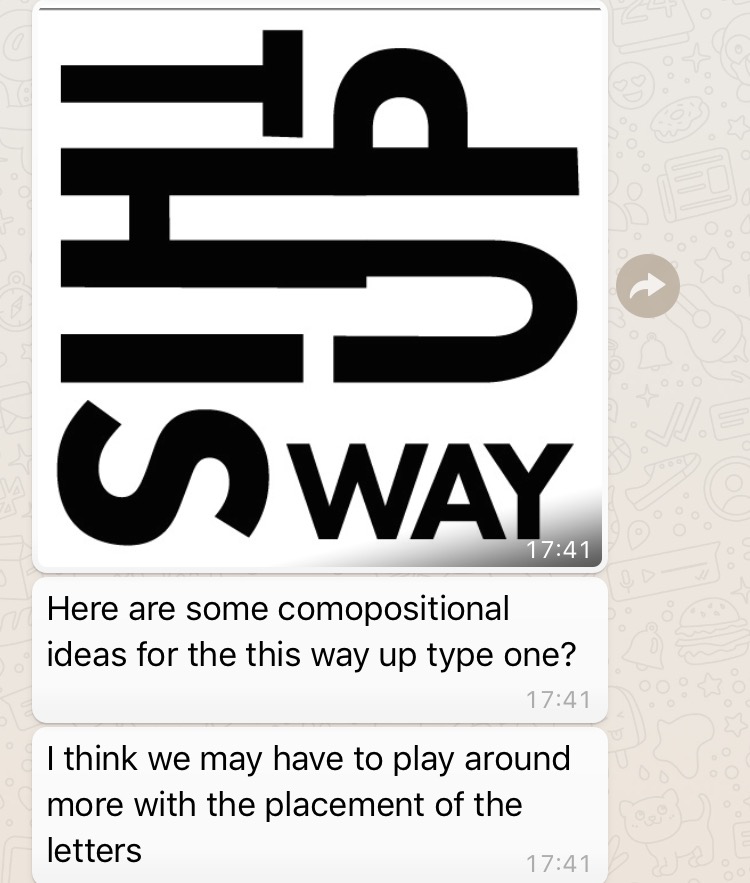 THIS
UP
WAY
17:41
Here are some comopositional
ideas for the this way up type one?
17:41
I think we may have to play around
more with the placement of the
letters
17:41